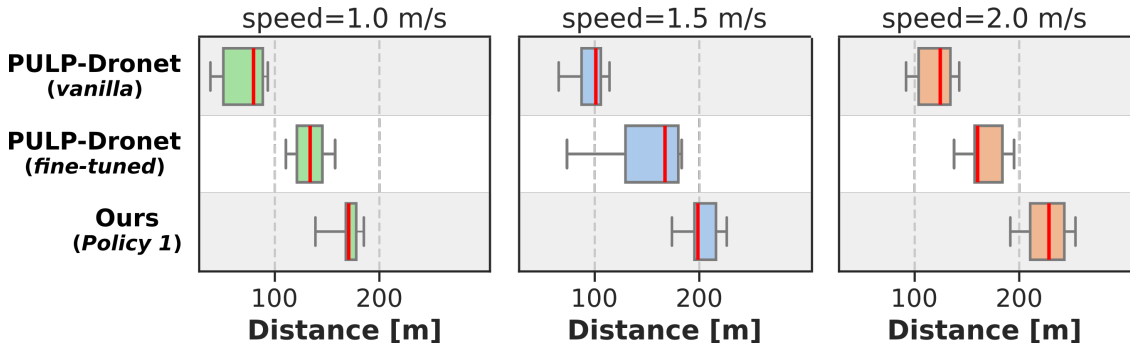 speed=1.0 m/s
speed=1.5 m/s
speed=2.0 m/s
PULP-Dronet
(vanilla)
PULP-Dronet
(fine-tuned)
Ours
(Policy 1)
100 200
100 200
100 200
Distance [m]
Distance [m]
Distance [m]